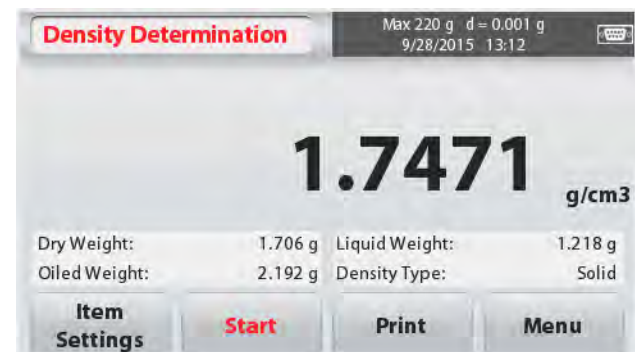 Density Determination
Max 220 g d = 0.001 g
9/28/2015 13:12
1.7471 g/cm3
Dry Weight: 1.706 g Liquid Weight: 1.218 g
Oiled Weight: 2.192 g Density Type: Solid
Item Settings
Start
Print
Menu